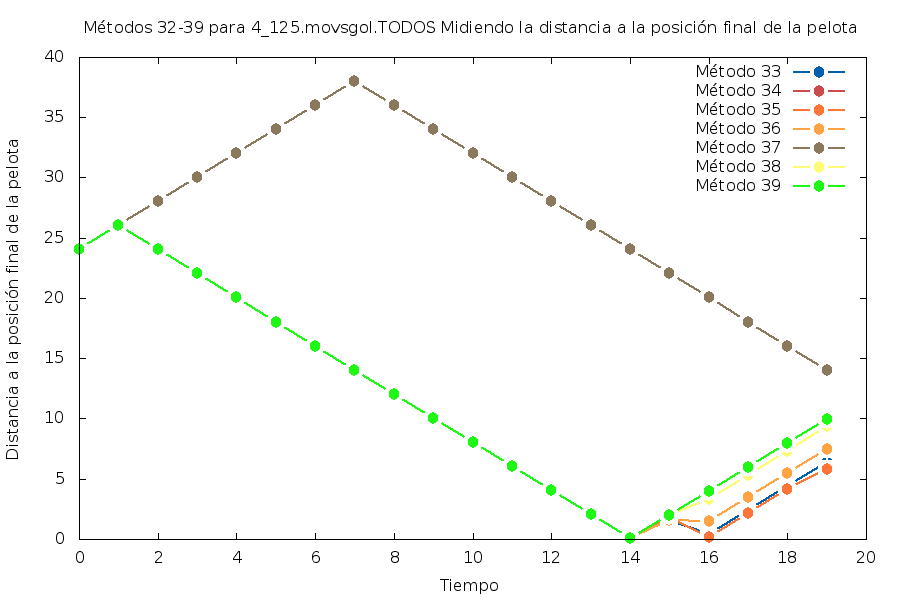 Métodos 32-39 para 4_125.movsgol.TODOS Midiendo la distancia a la posición final de la pelota
Distancia a la posición final de la pelota
40
35
30
25
20
15
10
5
0
Método 33
Método 34
Método 35
Método 36
Método 37
Método 38
Método 39
0 2 4 6 8 10 12 14 16 18 20
Tiempo